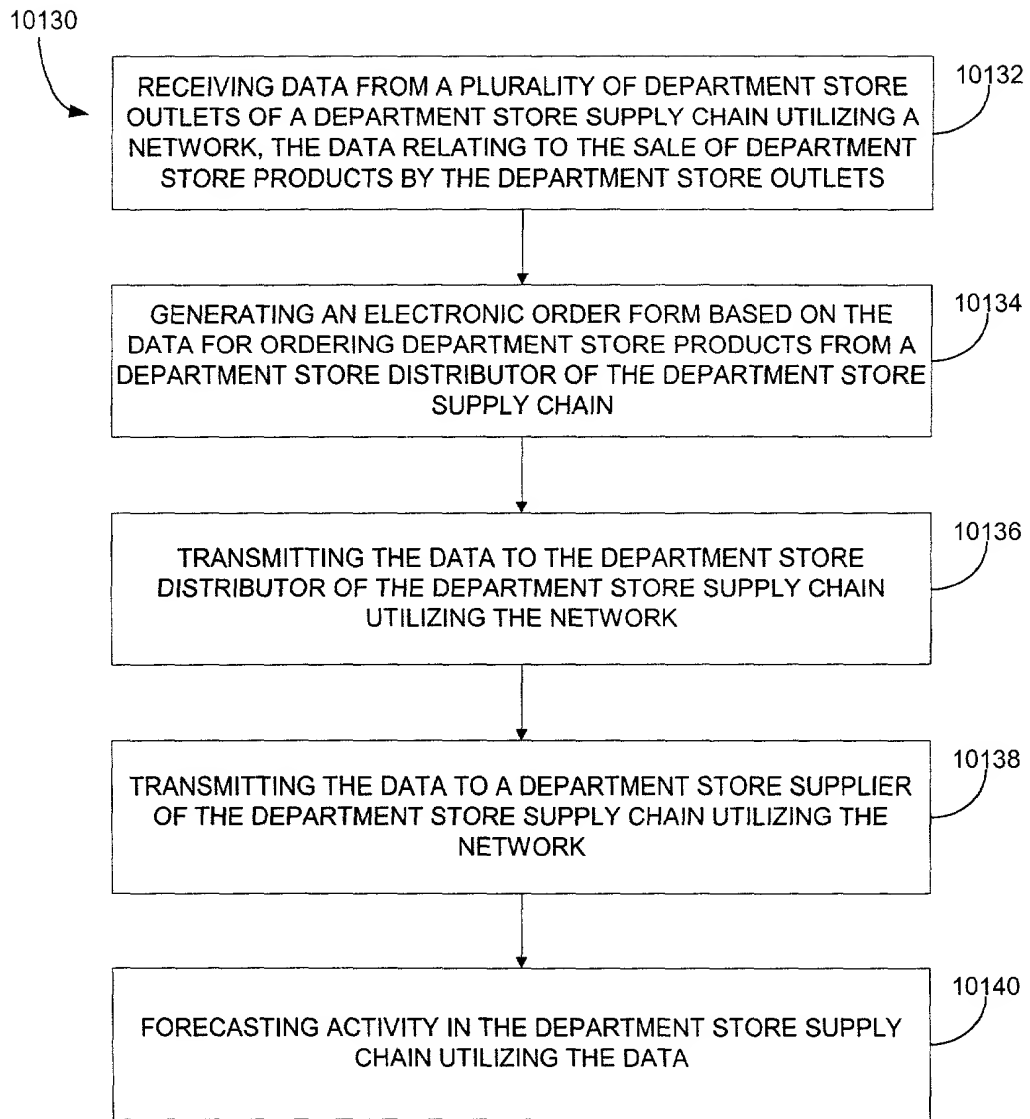 10130
RECEIVING DATA FROM A PLURALITY OF DEPARTMENT STORE
OUTLETS OF A DEPARTMENT STORE SUPPLY CHAIN UTILIZING A
NETWORK, THE DATA RELATING TO THE SALE OF DEPARTMENT
STORE PRODUCTS BY THE DEPARTMENT STORE OUTLETS
10132
GENERATING AN ELECTRONIC ORDER FORM BASED ON THE
DATA FOR ORDERING DEPARTMENT STORE PRODUCTS FROM A
DEPARTMENT STORE DISTRIBUTOR OF THE DEPARTMENT STORE
SUPPLY CHAIN
10134
TRANSMITTING THE DATA TO THE DEPARTMENT STORE
DISTRIBUTOR OF THE DEPARTMENT STORE SUPPLY CHAIN
UTILIZING THE NETWORK
10136
TRANSMITTING THE DATA TO A DEPARTMENT STORE SUPPLIER
OF THE DEPARTMENT STORE SUPPLY CHAIN UTILIZING THE
NETWORK
10138
FORECASTING ACTIVITY IN THE DEPARTMENT STORE SUPPLY
CHAIN UTILIZING THE DATA
10140